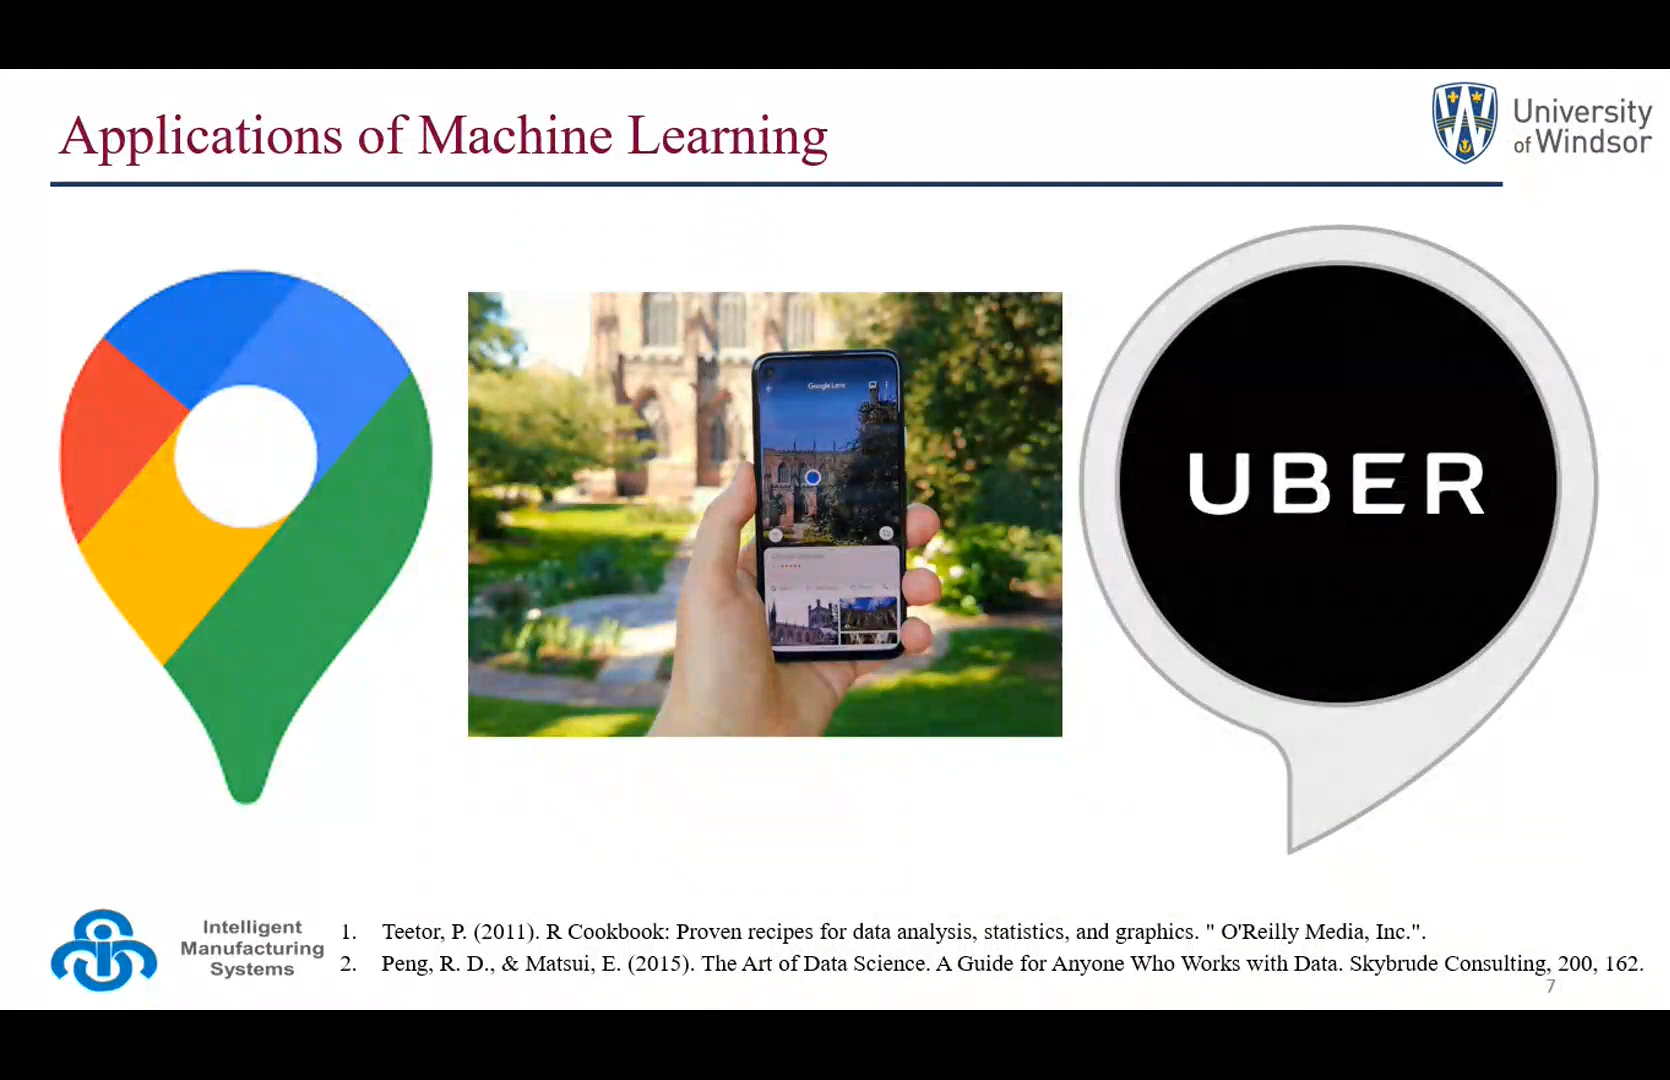 Applications of Machine Learning
University
of Windsor
Google Lens
UBER
Intelligent
Manufacturing
Systems
1. Teetor, P. (2011). R Cookbook: Proven recipes for data analysis, statistics, and graphics. " O'Reilly Media, Inc.".
2. Peng, R. D., & Matsui, E. (2015). The Art of Data Science. A Guide for Anyone Who Works with Data. Skybrude Consulting, 200, 162.
7